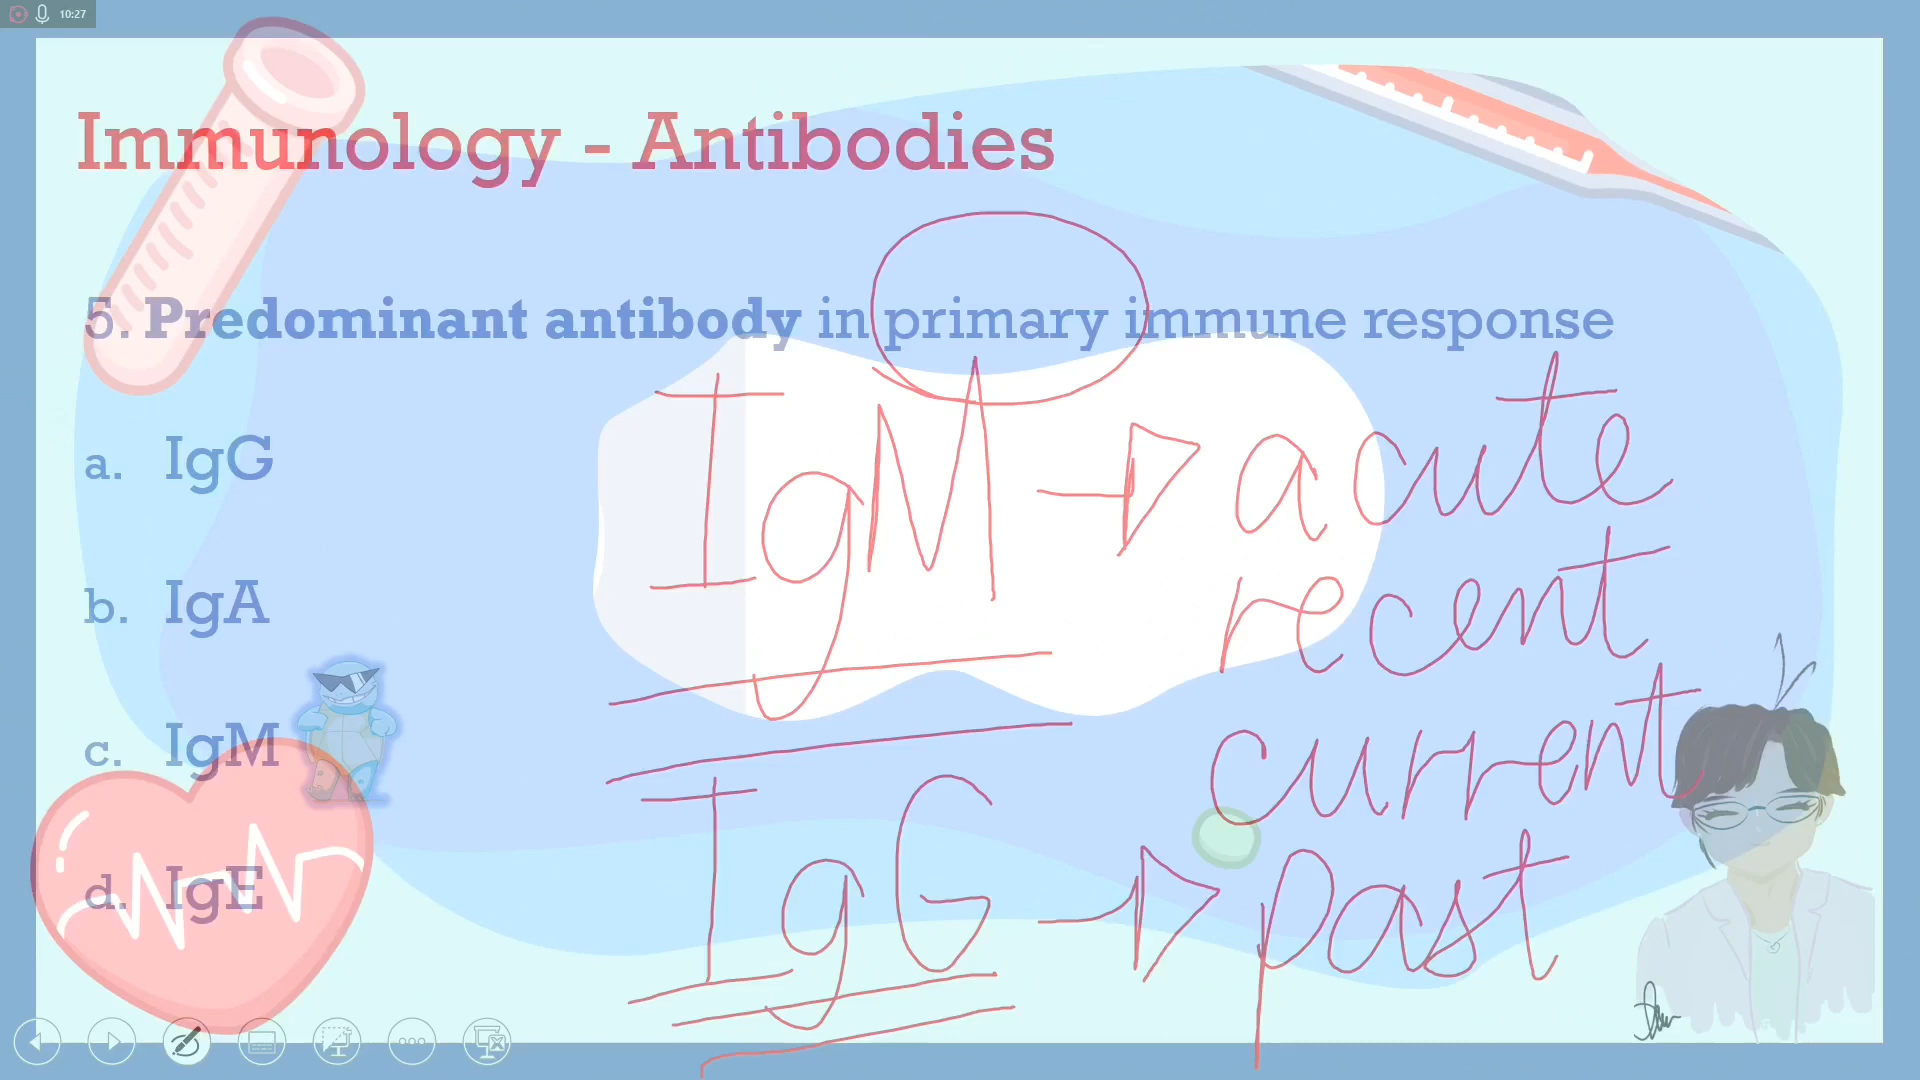 10:27
Immunology - Antibodies
5. Predominant antibody in primary immune response
a. IgG
b. IgA
c. IgM
d. IgE
IgM → acute
recent
current
IgG → past